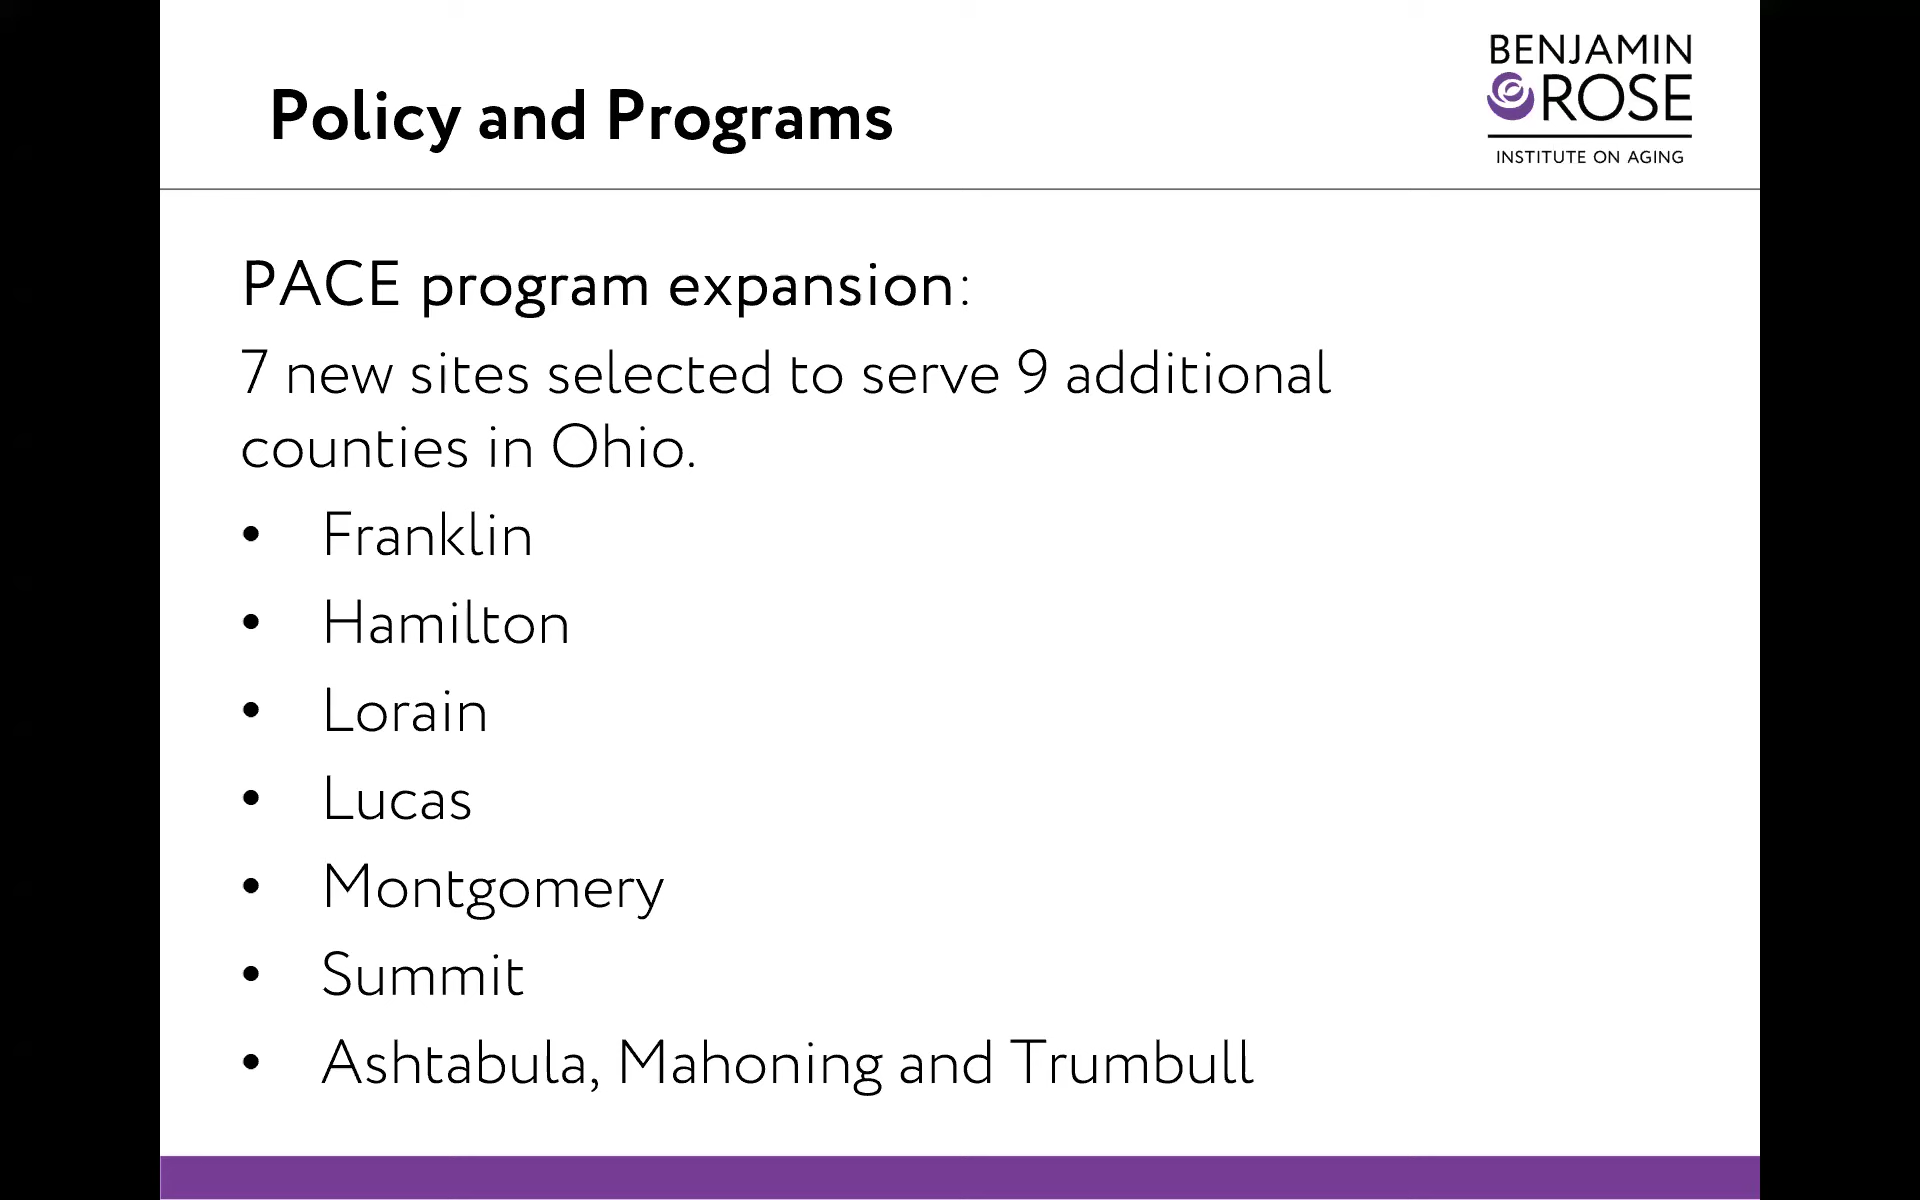 Policy and Programs
BENJAMIN
ROSE
INSTITUTE ON AGING
PACE program expansion:
7 new sites selected to serve 9 additional
counties in Ohio.
• Franklin
• Hamilton
• Lorain
• Lucas
• Montgomery
• Summit
• Ashtabula, Mahoning and Trumbull